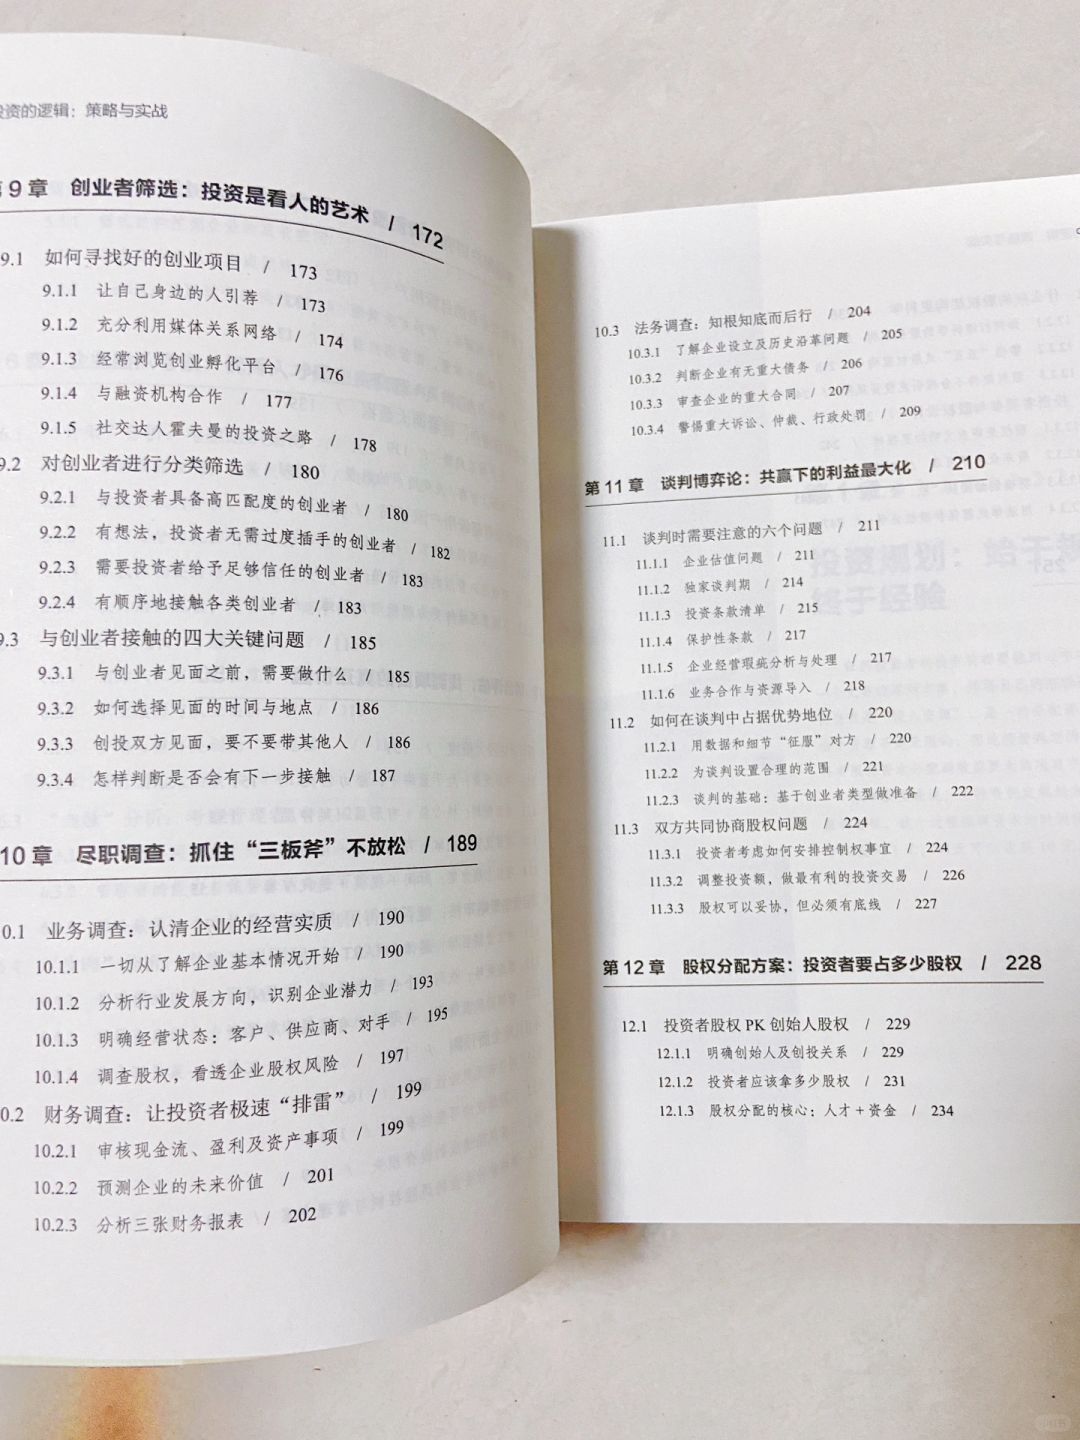 投资的逻辑：策略与实战
第9章 创业者筛选：投资是看人的艺术 / 172
9.1 如何寻找好的创业项目 / 173
9.1.1 让自己身边的人引荐 / 173
9.1.2 充分利用媒体关系网络 / 174
9.1.3 经常浏览创业孵化平台 / 176
9.1.4 与融资机构合作 / 177
9.1.5 社交达人霍夫曼的投资之路 / 178
9.2 对创业者进行分类筛选 / 180
9.2.1 与投资者具备高匹配度的创业者 / 180
9.2.2 有想法，投资者无需过度插手的创业者 / 182
9.2.3 需要投资者给予足够信任的创业者 / 183
9.2.4 有顺序地接触各类创业者 / 183
9.3 与创业者接触的四大关键问题 / 185
9.3.1 与创业者见面之前，需要做什么 / 185
9.3.2 如何选择见面的时间与地点 / 186
9.3.3 创投双方见面，要不要带其他人 / 186
9.3.4 怎样判断是否会有下一步接触 / 187
10章 尽职调查：抓住“三板斧”不放松 / 189
0.1 业务调查：认清企业的经营实质 / 190
10.1.1 一切从了解企业基本情况开始 / 190
10.1.2 分析行业发展方向，识别企业潜力 / 193
10.1.3 明确经营状态：客户、供应商、对手 / 195
10.1.4 调查股权，看透企业股权风险 / 197
0.2 财务调查：让投资者极速“排雷” / 199
10.2.1 审核现金流、盈利及资产事项 / 199
10.2.2 预测企业的未来价值 / 201
10.2.3 分析三张财务报表 / 202
10.3 法务调查：知根知底而后行 / 204
10.3.1 了解企业设立及历史沿革问题 / 205
10.3.2 判断企业有无重大债务 / 206
10.3.3 审查企业的重大合同 / 207
10.3.4 警惕重大诉讼、仲裁、行政处罚 / 209
第11章 谈判博弈论：共赢下的利益最大化 / 210
11.1 谈判时需要注意的六个问题 / 211
11.1.1 企业估值问题 / 211
11.1.2 独家谈判期 / 214
11.1.3 投资条款清单 / 215
11.1.4 保护性条款 / 217
11.1.5 企业经营瑕疵分析与处理 / 217
11.1.6 业务合作与资源导入 / 218
11.2 如何在谈判中占据优势地位 / 220
11.2.1 用数据和细节“征服”对方 / 220
11.2.2 为谈判设置合理的范围 / 221
11.2.3 谈判的基础：基于创业者类型做准备 / 222
11.3 双方共同协商股权问题 / 224
11.3.1 投资者考虑如何安排控制权事宜 / 224
11.3.2 调整投资额，做最有利的投资交易 / 226
11.3.3 股权可以妥协，但必须有底线 / 227
第12章 股权分配方案：投资者要占多少股权 / 228
12.1 投资者股权PK创始人股权 / 229
12.1.1 明确创始人及创投关系 / 229
12.1.2 投资者应该拿多少股权 / 231
12.1.3 股权分配的核心：人才+资金 / 234